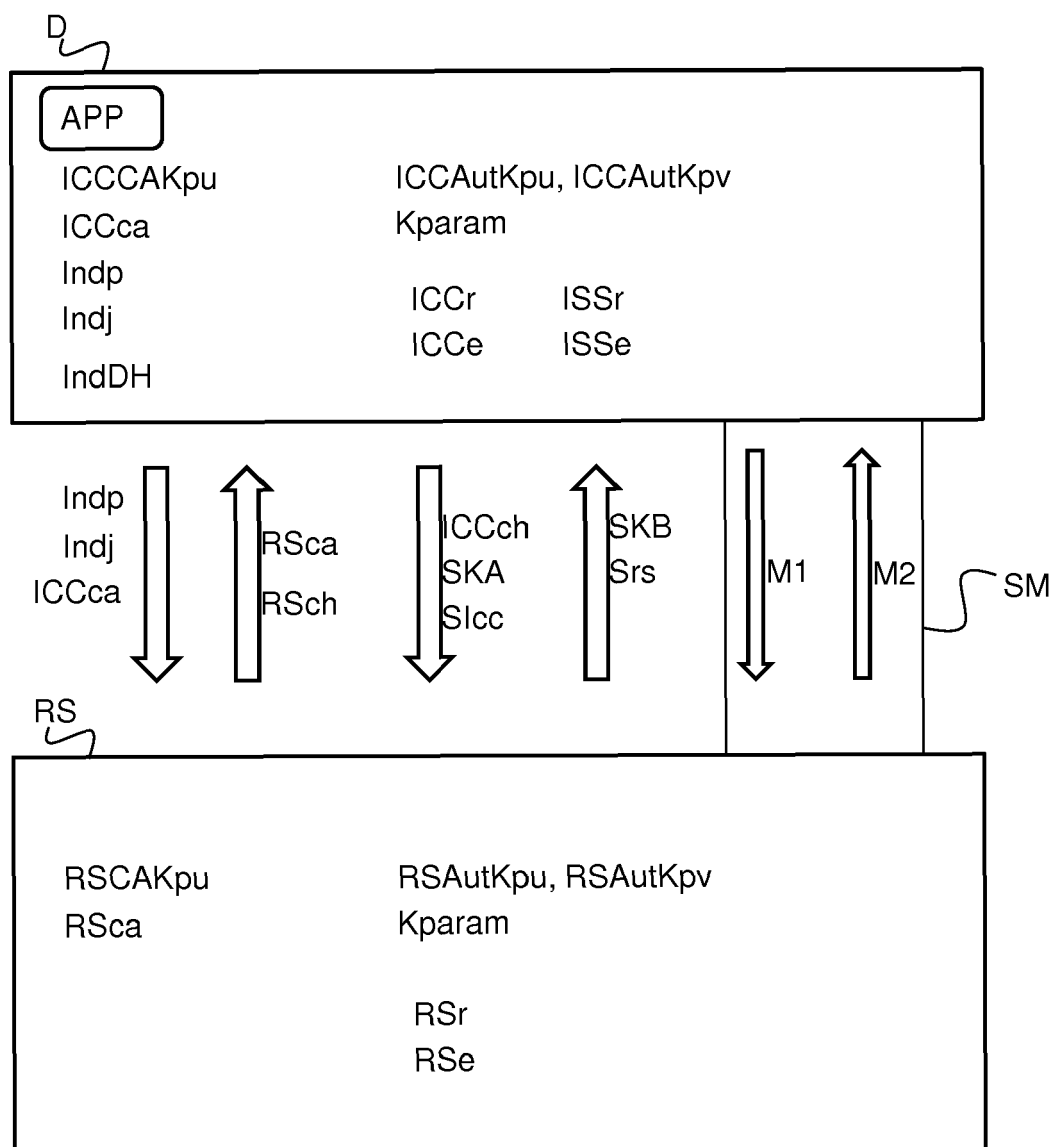 D
APP
ICCCAKpu ICCAutKpu, ICCAutKpv
ICCca Kparam
Indp
Indj
IndDH
ICCr ISSr
ICCe ISSe
Indp
Indj
ICCca
RSca
RSch
ICCch
SKA
SIcc
SKB
Srs
M1
M2
SM
RS
RSCAKpu RSAutKpu, RSAutKpv
RSca Kparam
RSr
RSe